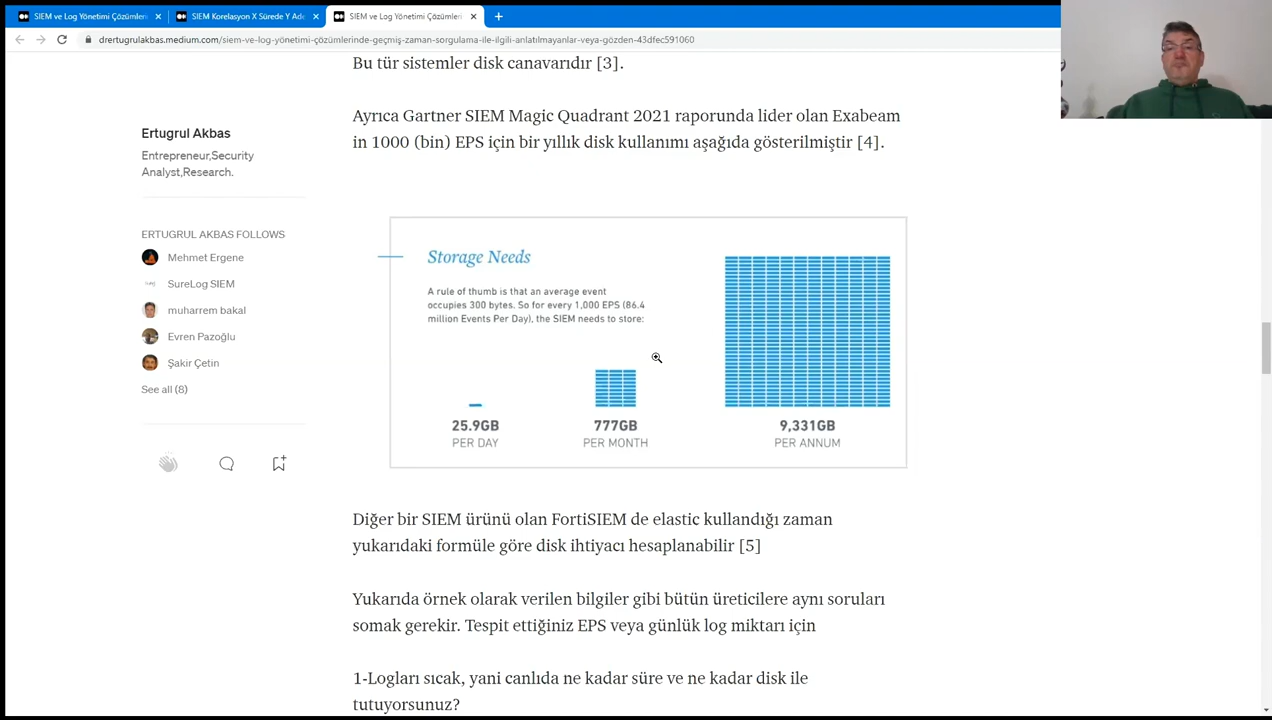 SIEM ve Log Yönetimi Çözümleri
SIEM Korelasyon X Sürede Y Ade
SIEM ve Log Yönetimi Çözümleri
drertugrulakbas.medium.com/siem-ve-log-yönetimi-çözümlerinde-geçmiş-zaman-sorgulama-ile-ilgili-anlatılmayanlar-veya-gözden-43dfec591060
Bu tür sistemler disk canavarıdır [3].
Ayrıca Gartner SIEM Magic Quadrant 2021 raporunda lider olan Exabeam
in 1000 (bin) EPS için bir yıllık disk kullanımı aşağıda gösterilmiştir [4].
Ertugrul Akbas
Entrepreneur,Security
Analyst,Research.
ERTUGRUL AKBAS FOLLOWS
Mehmet Ergene
SureLog SIEM
muharrem bakal
Evren Pazoğlu
Şakir Çetin
See all (8)
Storage Needs
A rule of thumb is that an average event
occupies 300 bytes. So for every 1,000 EPS (86.4
million Events Per Day), the SIEM needs to store:
25.9GB
PER DAY
777GB
PER MONTH
9,331GB
PER ANNUM
Diğer bir SIEM ürünü olan FortiSIEM de elastic kullandığı zaman
yukarıdaki formüle göre disk ihtiyacı hesaplanabilir [5]
Yukarıda örnek olarak verilen bilgiler gibi bütün üreticilere aynı soruları
somak gerekir. Tespit ettiğiniz EPS veya günlük log miktarı için
1-Logları sıcak, yani canlıda ne kadar süre ve ne kadar disk ile
tutuyorsunuz?